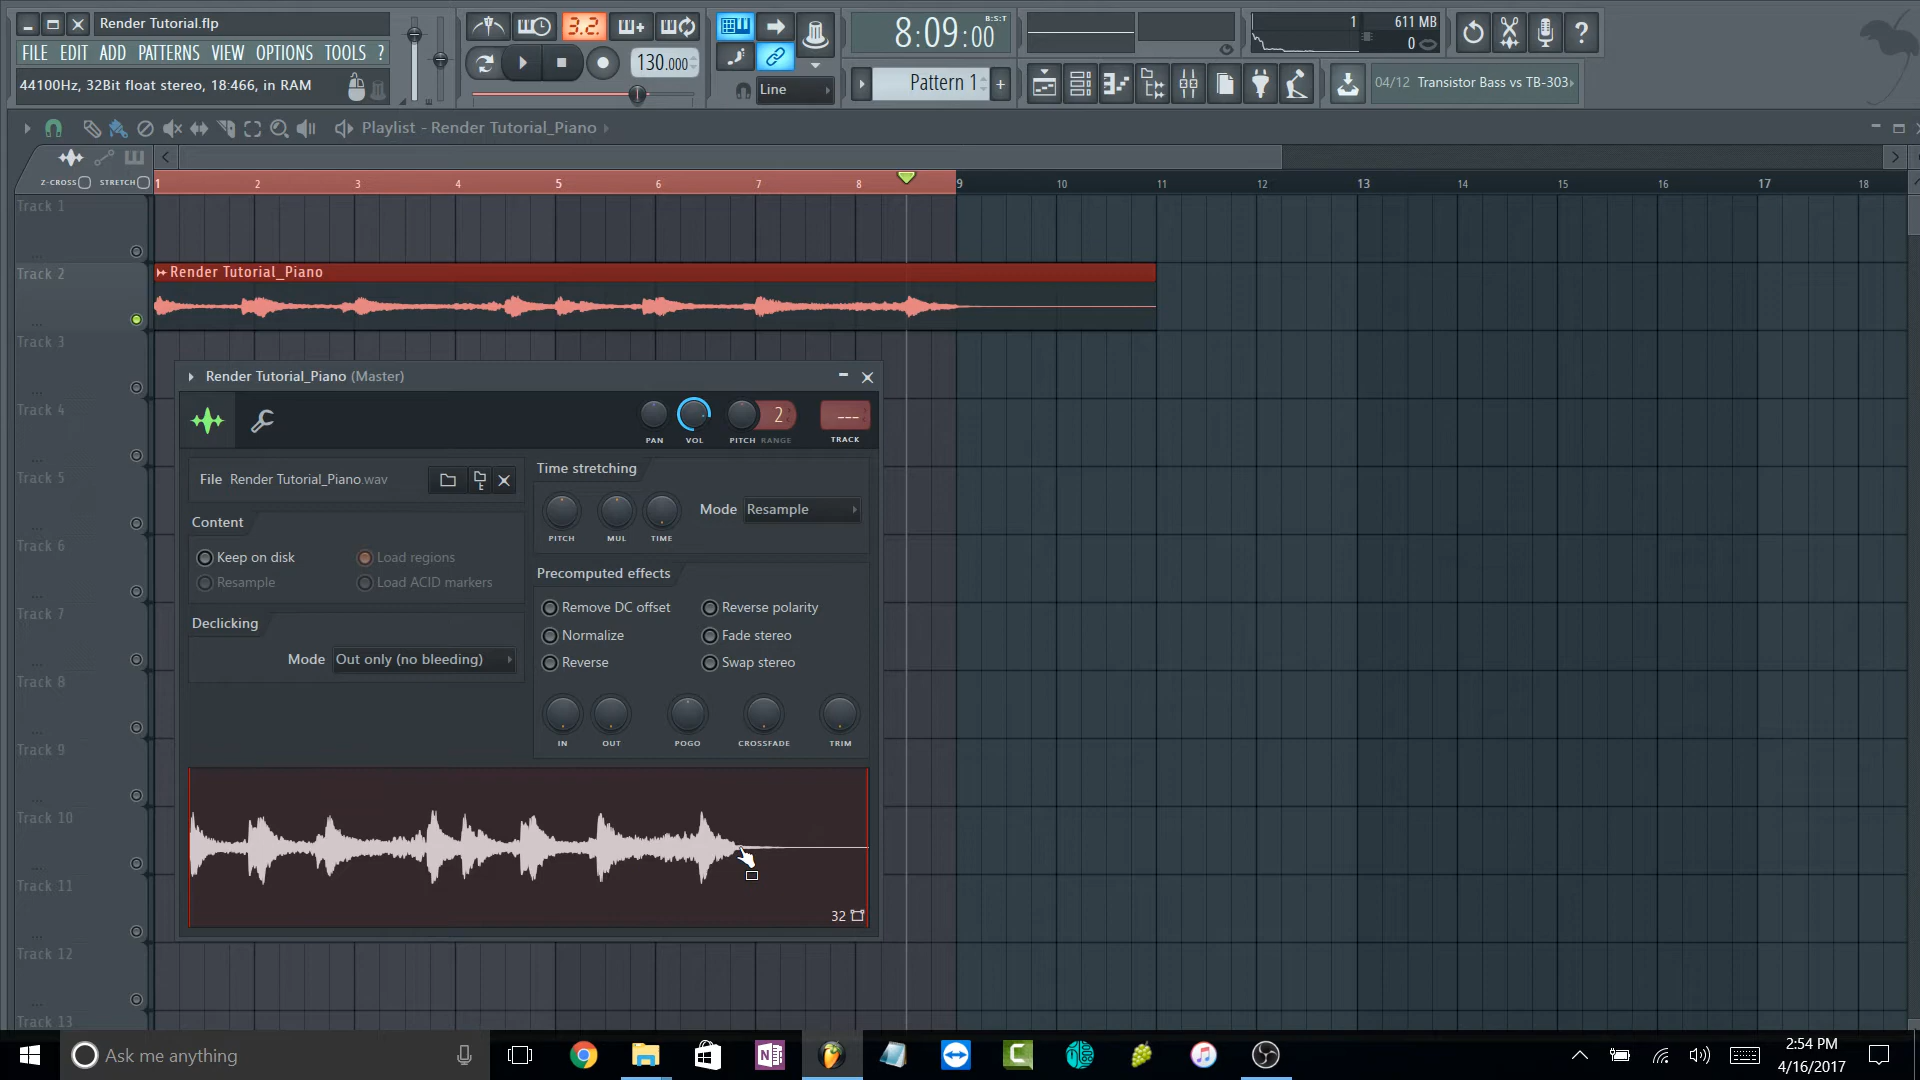 Render Tutorial.flp
FILE EDIT ADD PATTERNS VIEW OPTIONS TOOLS ?
44100Hz, 32Bit float stereo, 18:466, in RAM
3.2.
130.000
Line
8:09:00
B:S:T
Pattern 1
+
1
611 MB
0
?
04/12 Transistor Bass vs TB-303
Playlist - Render Tutorial_Piano
Z-CROSS STRETCH
1 2 3 4 5 6 7 8 9 10 11 12 13 14 15 16 17 18
Track 1
Track 2
Render Tutorial_Piano
Track 3
Track 4
Track 5
Track 6
Track 7
Track 8
Track 9
Track 10
Track 11
Track 12
Track 13
Render Tutorial_Piano (Master)
2
---
PAN VOL PITCH RANGE TRACK
File Render Tutorial_Piano.wav
Content
Keep on disk
Load regions
Resample
Load ACID markers
Declicking
Mode Out only (no bleeding)
Time stretching
PITCH MUL TIME
Mode Resample
Precomputed effects
Remove DC offset
Reverse polarity
Normalize
Fade stereo
Reverse
Swap stereo
IN OUT POGO CROSSFADE TRIM
32
Ask me anything
2:54 PM
4/16/2017